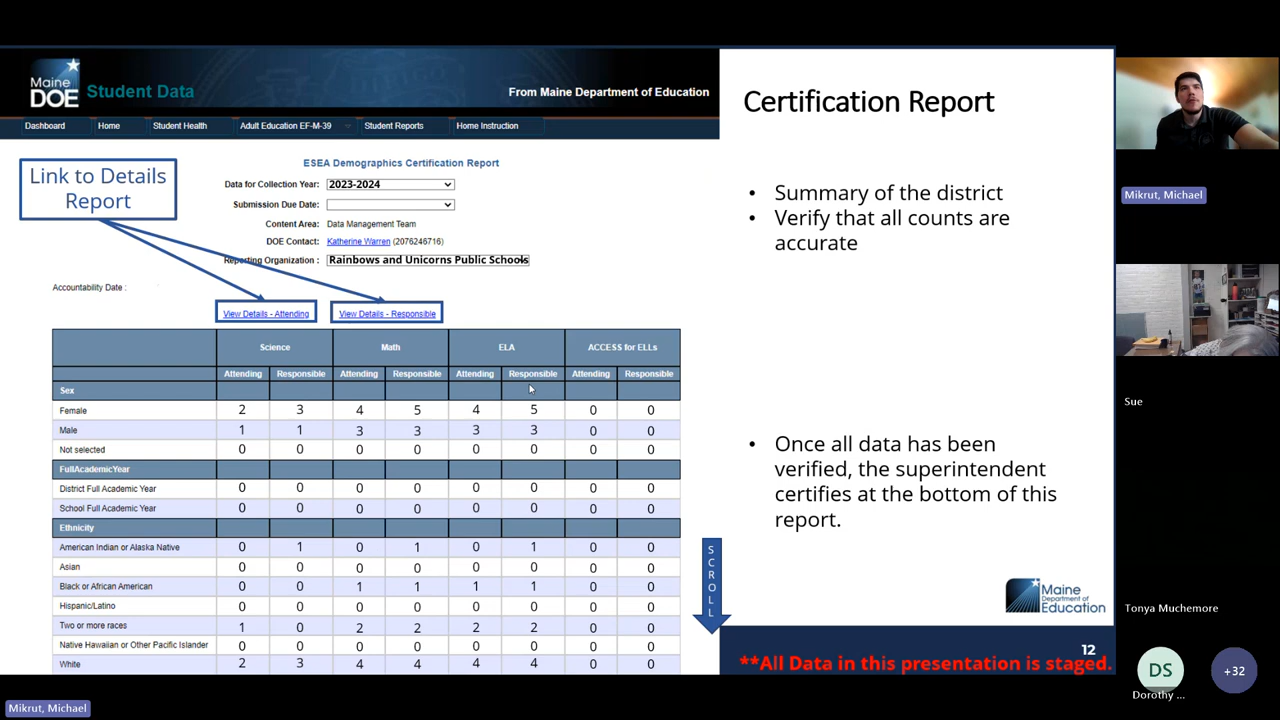 Maine
DOE
Student Data
From Maine Department of Education
Dashboard Home Student Health Adult Education EF-M-39 Student Reports Home Instruction
Link to Details
Report
ESEA Demographics Certification Report
Data for Collection Year: 2023-2024
Submission Due Date:
Content Area: Data Management Team
DOE Contact: Katherine Warren (2076246716)
Reporting Organization : Rainbows and Unicorns Public Schools
Accountability Date :
View Details - Attending View Details - Responsible
Science Math ELA ACCESS for ELLs
Attending Responsible Attending Responsible Attending Responsible Attending Responsible
Sex
Female 2 3 4 5 4 5 0 0
Male 1 1 3 3 3 3 0 0
Not selected 0 0 0 0 0 0 0 0
FullAcademicYear
District Full Academic Year 0 0 0 0 0 0 0 0
School Full Academic Year 0 0 0 0 0 0 0 0
Ethnicity
American Indian or Alaska Native 0 1 0 1 0 1 0 0
Asian 0 0 0 0 0 0 0 0
Black or African American 0 0 1 1 1 1 0 0
Hispanic/Latino 0 0 0 0 0 0 0 0
Two or more races 1 0 2 2 2 2 0 0
Native Hawaiian or Other Pacific Islander 0 0 0 0 0 0 0 0
White 2 3 4 4 4 4 0 0
SCROLL
Certification Report
• Summary of the district
• Verify that all counts are
accurate
• Once all data has been
verified, the superintendent
certifies at the bottom of this
report.
Maine
Department of
Education
12
**All Data in this presentation is staged.
Mikrut, Michael
Sue
Tonya Muchemore
DS
Dorothy ...
+32
Mikrut, Michael